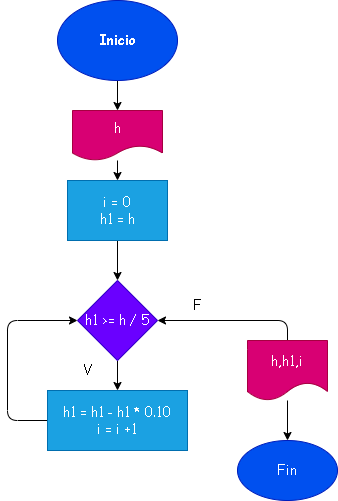 Inicio
h
i = 0
h1 = h
h1 >= h / 5
F
V
h,h1,i
h1 = h1 - h1 * 0.10
i = i +1
Fin